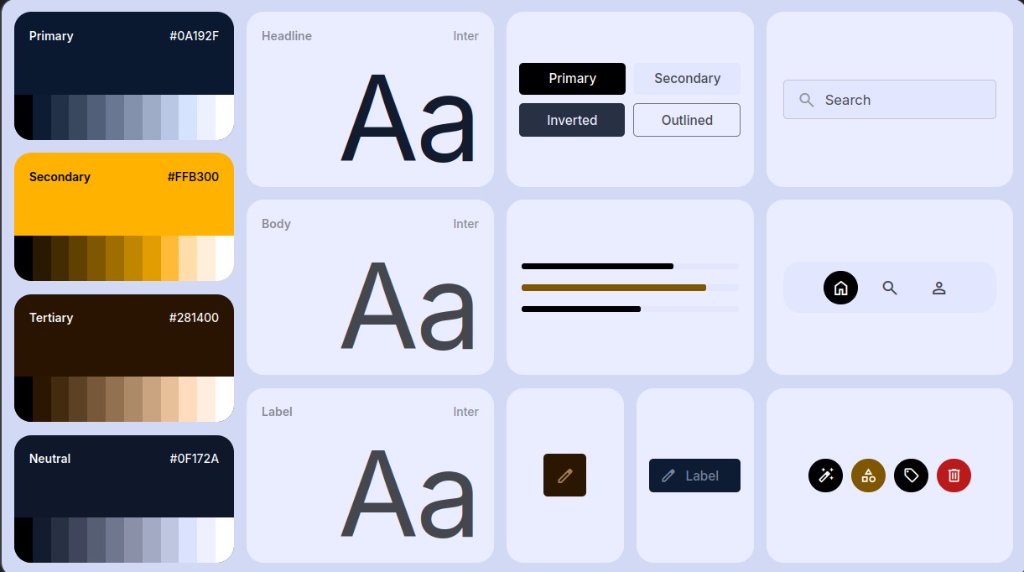 Primary #0A192F
Secondary #FFB300
Tertiary #281400
Neutral #0F172A
Headline Inter
Aa
Body Inter
Aa
Label Inter
Aa
Primary Secondary
Inverted Outlined
Label
Search